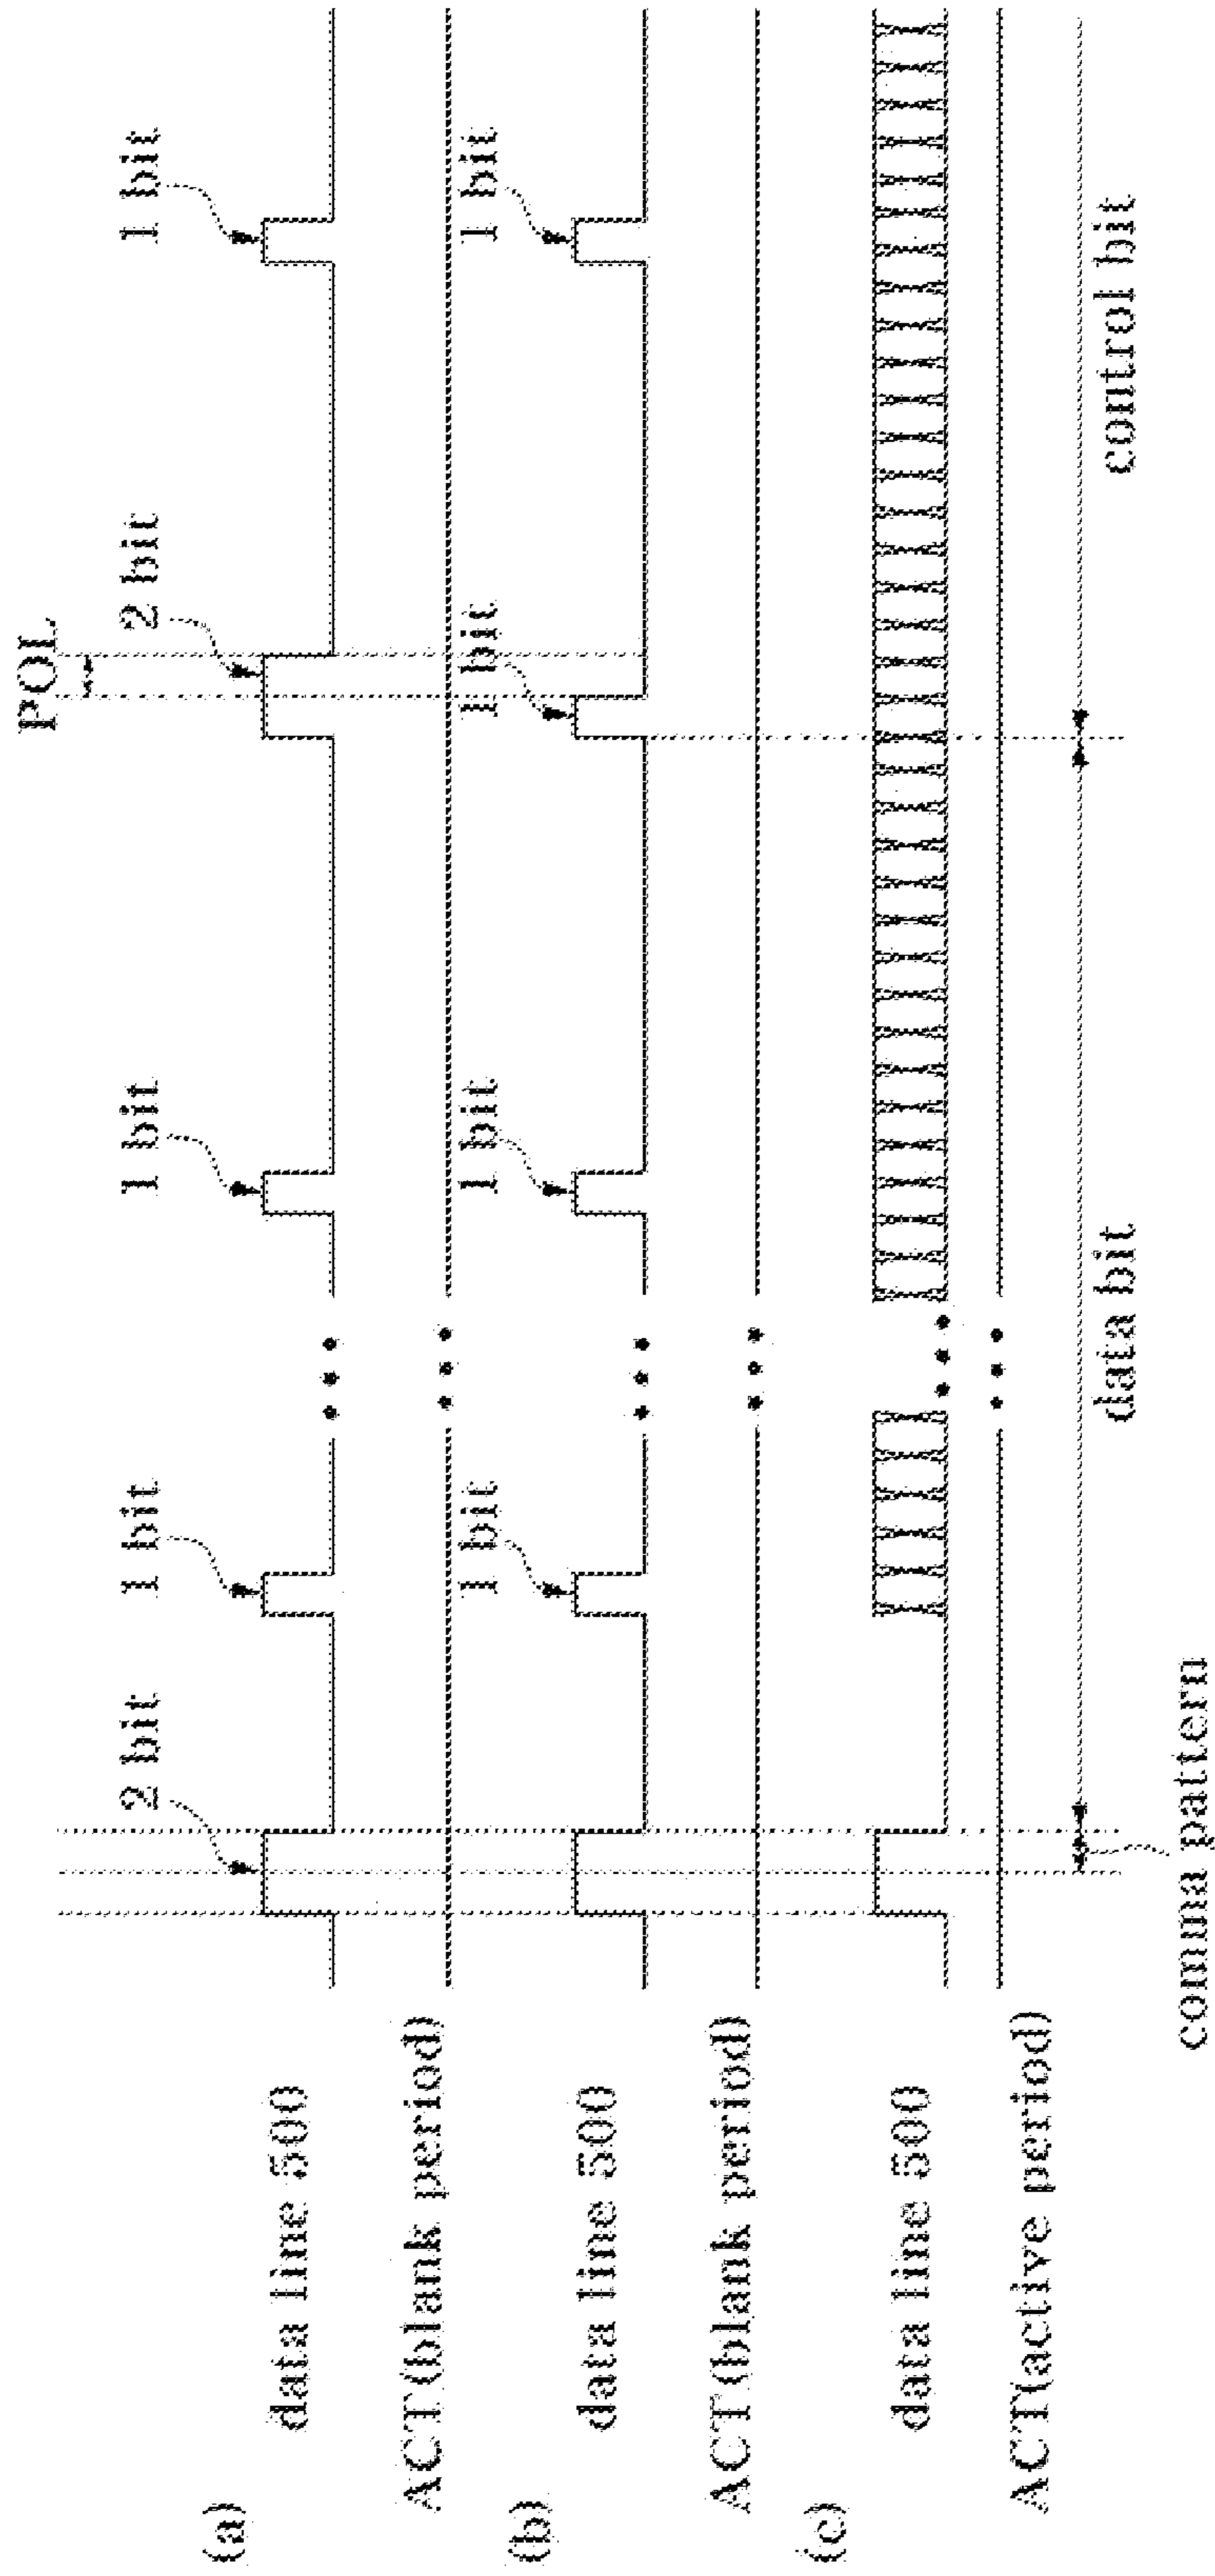 POL
2 bit
1 bit
1 bit
2 bit
1 bit
(a)
data line 500
ACT(blank period)
1 bit
1 bit
1 bit
1 bit
(b)
data line 500
ACT(blank period)
(c)
data line 500
ACT(active period)
data bit
control bit
comma pattern